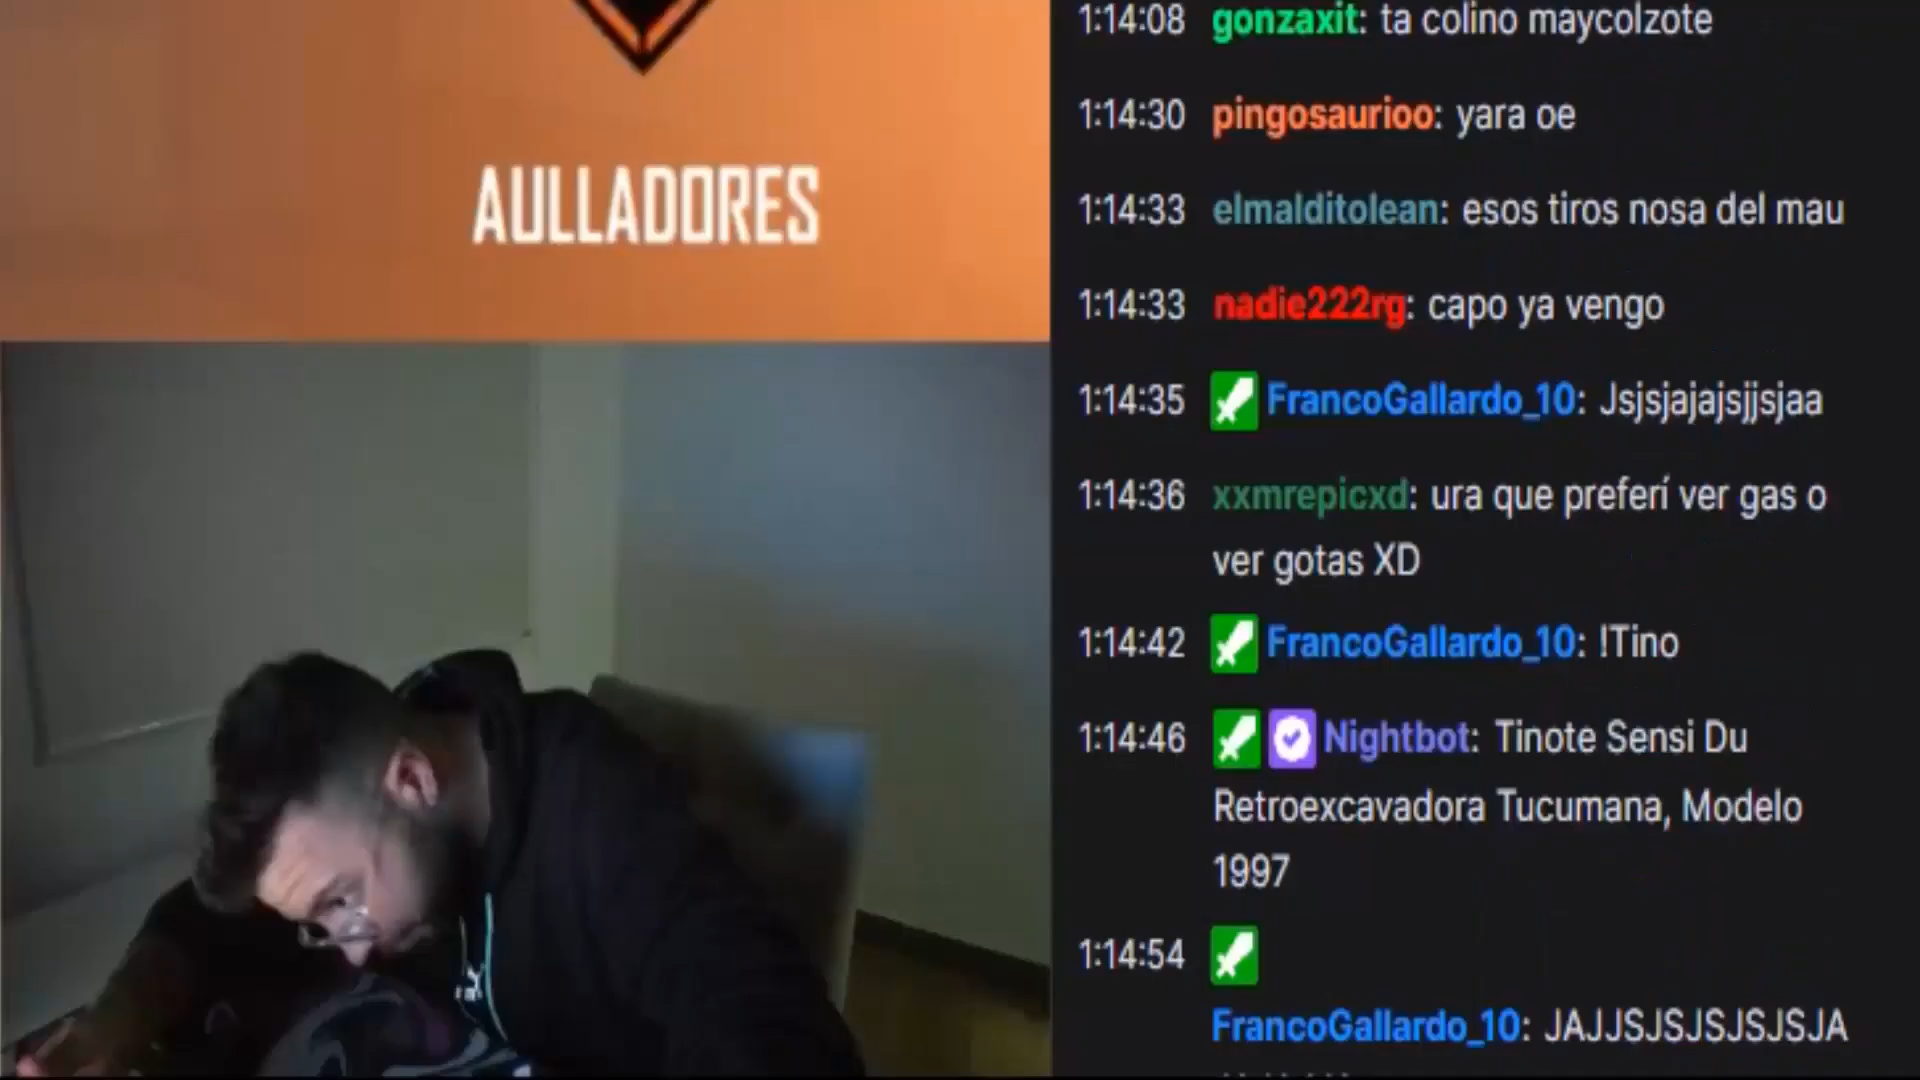 AULLADORES
1:14:08 gonzaxit: ta colino maycolzote
1:14:30 pingosaurioo: yara oe
1:14:33 elmalditolean: esos tiros nosa del mau
1:14:33 nadie222rg: capo ya vengo
1:14:35 FrancoGallardo_10: Jsjsjajajsjjsjaa
1:14:36 xxmrepicxd: ura que preferí ver gas o
ver gotas XD
1:14:42 FrancoGallardo_10: !Tino
1:14:46 Nightbot: Tinote Sensi Du
Retroexcavadora Tucumana, Modelo
1997
1:14:54
FrancoGallardo_10: JAJJSJSJSJSJSJA